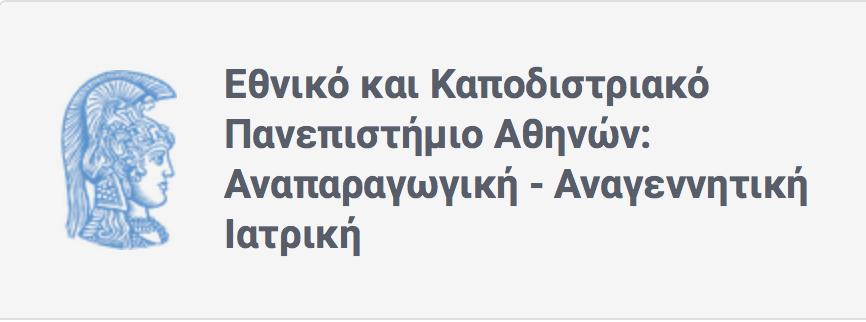 Εθνικό και Καποδιστριακό
Πανεπιστήμιο Αθηνών:
Αναπαραγωγική - Αναγεννητική
Ιατρική